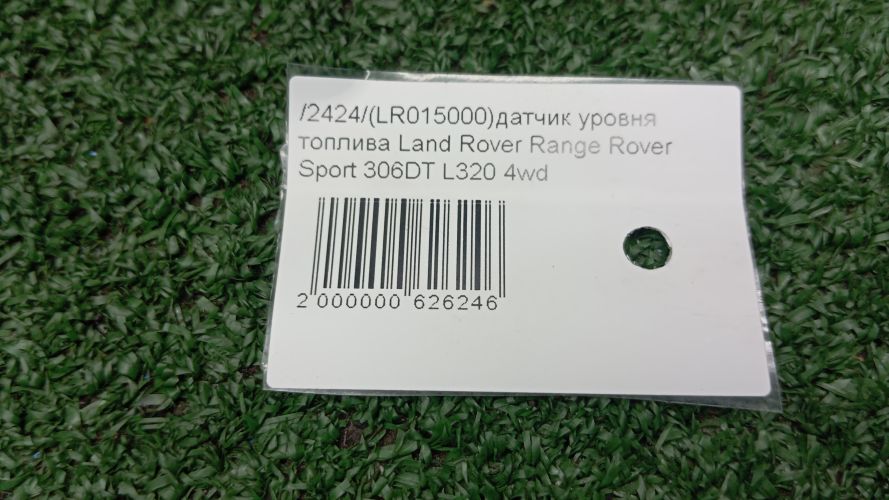 /2424/(LR015000)датчик уровня
топлива Land Rover Range Rover
Sport 306DT L320 4wd
2 000000 626246